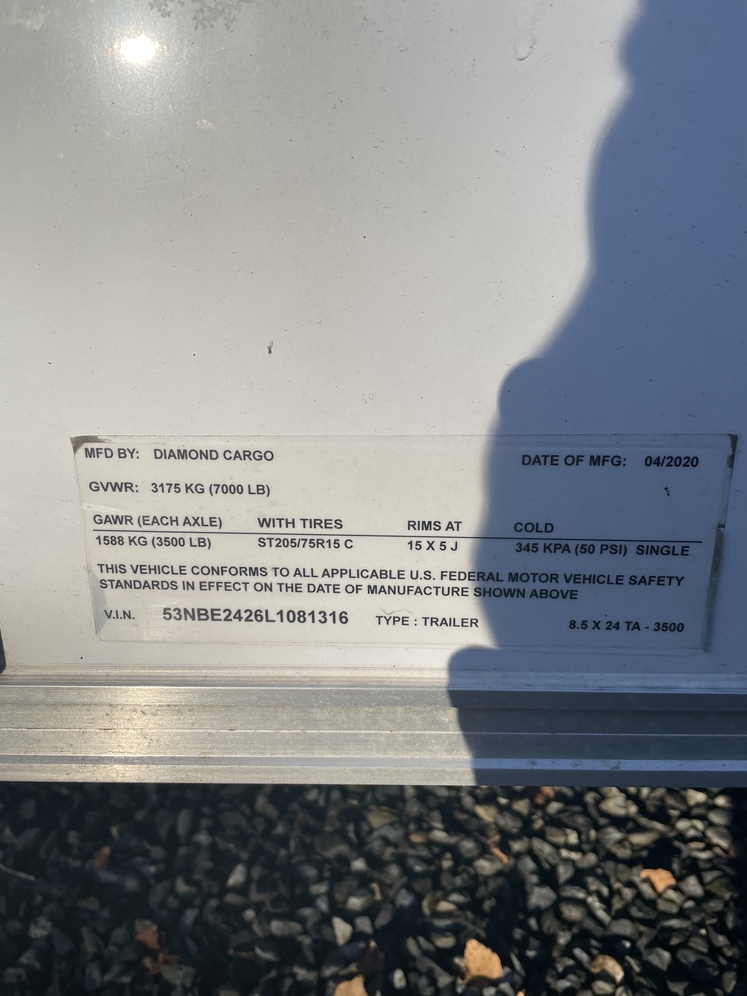 MFD BY: DIAMOND CARGO DATE OF MFG: 04/2020
GVWR: 3175 KG (7000 LB)
GAWR (EACH AXLE) WITH TIRES RIMS AT COLD
1588 KG (3500 LB) ST205/75R15 C 15 X 5 J 345 KPA (50 PSI) SINGLE
THIS VEHICLE CONFORMS TO ALL APPLICABLE U.S. FEDERAL MOTOR VEHICLE SAFETY
STANDARDS IN EFFECT ON THE DATE OF MANUFACTURE SHOWN ABOVE
V.I.N. 53NBE2426L1081316 TYPE : TRAILER 8.5 X 24 TA - 3500